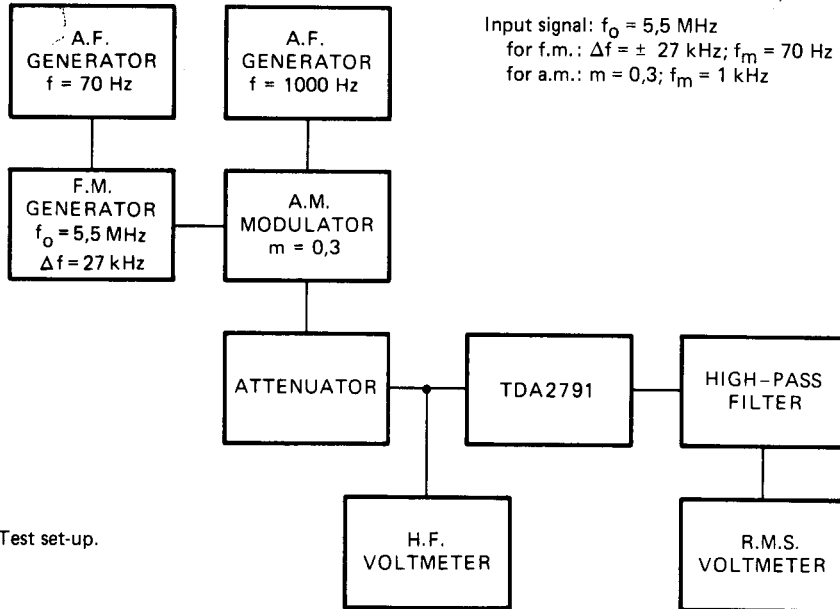 A.F.
GENERATOR
f = 70 Hz
A.F.
GENERATOR
f = 1000 Hz
Input signal: fo = 5,5 MHz
for f.m.: Δf = ± 27 kHz; fm = 70 Hz
for a.m.: m = 0,3; fm = 1 kHz
F.M.
GENERATOR
fo = 5,5 MHz
Δf = 27 kHz
A.M.
MODULATOR
m = 0,3
ATTENUATOR
TDA2791
HIGH-PASS
FILTER
Test set-up.
H.F.
VOLTMETER
R.M.S.
VOLTMETER